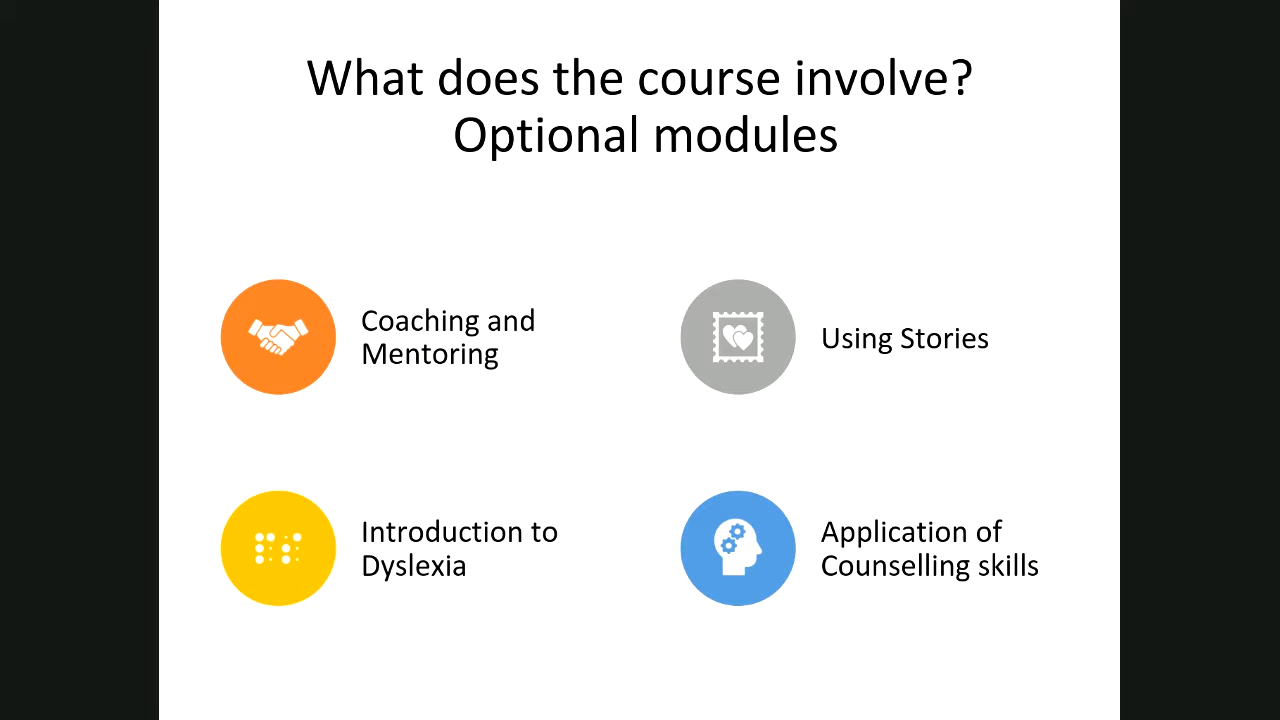 What does the course involve?
Optional modules
Coaching and
Mentoring
Using Stories
Introduction to
Dyslexia
Application of
Counselling skills